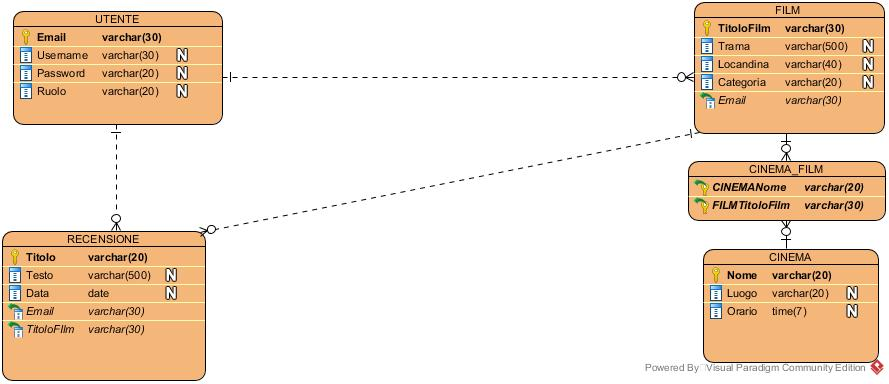 UTENTE
Email varchar(30)
Username varchar(30) N
Password varchar(20) N
Ruolo varchar(20) N
FILM
TitoloFilm varchar(30)
Trama varchar(500) N
Locandina varchar(40) N
Categoria varchar(20) N
Email varchar(30)
CINEMA_FILM
CINEMANome varchar(20)
FILMTitoloFilm varchar(30)
RECENSIONE
Titolo varchar(20)
Testo varchar(500) N
Data date N
Email varchar(30)
TitoloFIlm varchar(30)
CINEMA
Nome varchar(20)
Luogo varchar(20) N
Orario time(7) N
Powered By Visual Paradigm Community Edition